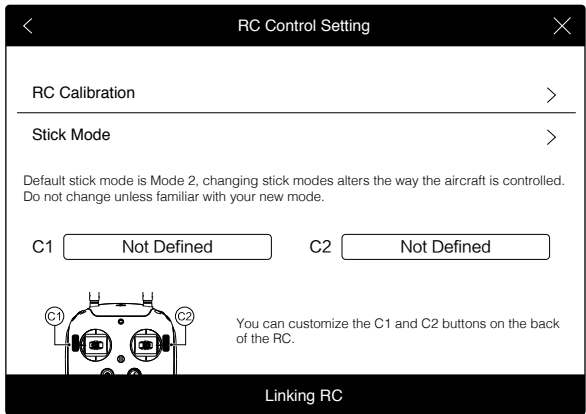 RC Control Setting
RC Calibration
Stick Mode
Default stick mode is Mode 2, changing stick modes alters the way the aircraft is controlled.
Do not change unless familiar with your new mode.
C1 Not Defined C2 Not Defined
C1 C2
You can customize the C1 and C2 buttons on the back
of the RC.
Linking RC